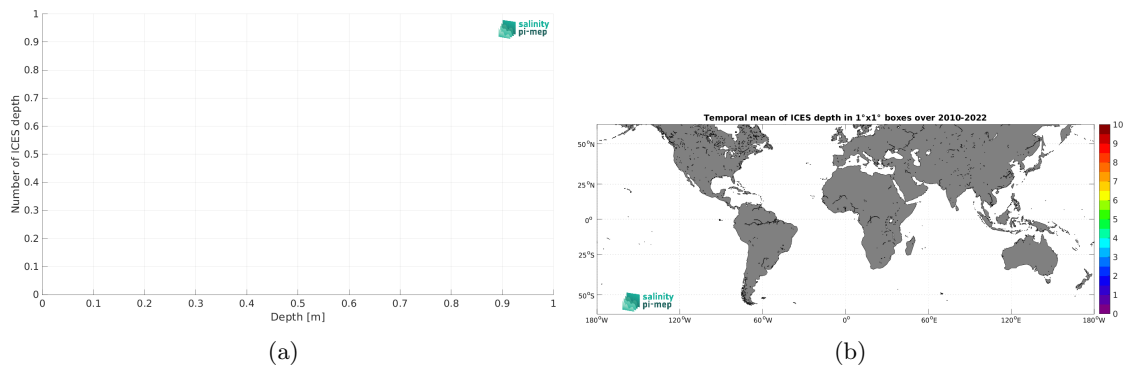 1
0.9
0.8
0.7
0.6
0.5
0.4
0.3
0.2
0.1
0
Number of ICES depth
0 0.1 0.2 0.3 0.4 0.5 0.6 0.7 0.8 0.9 1
Depth [m]
salinity
pi-mep
(a)
Temporal mean of ICES depth in 1°x1° boxes over 2010-2022
50°N
25°N
0°
25°S
50°S
180°W 120°W 60°W 0° 60°E 120°E 180°W
salinity
pi-mep
10
9
8
7
6
5
4
3
2
1
0
(b)